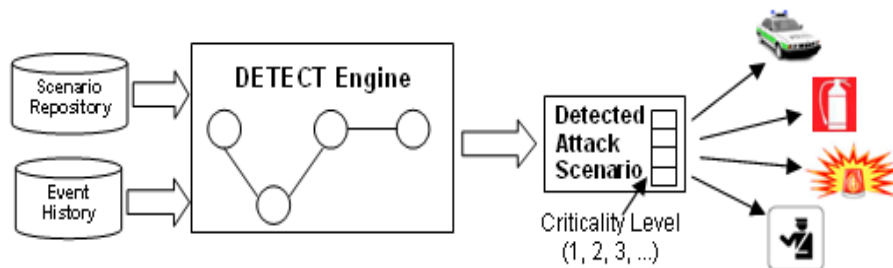 Scenario
Repository
Event
History
DETECT Engine
Detected
Attack
Scenario
Criticality Level
(1, 2, 3, ...)